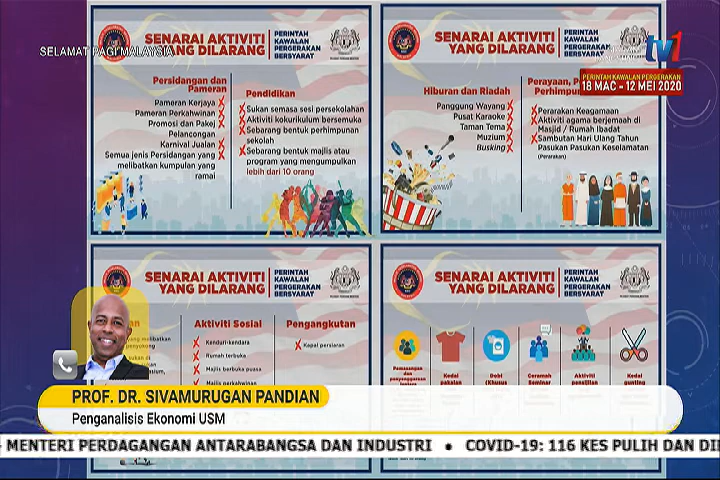 SELAMAT PAGI MALAYSIA
tv1
PERINTAH KAWALAN PERGERAKAN
18 MAC - 12 MEI 2020
SENARAI AKTIVITI
YANG DILARANG
PERINTAH
KAWALAN
PERGERAKAN
BERSYARAT
Persidangan dan
Pameran
Pameran Kerjaya
Pameran Perkahwinan
Promosi dan Pakej
Pelancongan
Karnival Jualan
Semua jenis Persidangan yang
melibatkan kumpulan yang
ramai
Pendidikan
Sukan semasa sesi persekolahan
Aktiviti kokurikulum bersemuka
Sebarang bentuk perhimpunan
sekolah
Sebarang bentuk majlis atau
program yang mengumpulkan
lebih dari 10 orang
SENARAI AKTIVITI
YANG DILARANG
PERINTAH
KAWALAN
PERGERAKAN
BERSYARAT
Hiburan dan Riadah
Panggung Wayang
Pusat Karaoke
Taman Tema
Muzium
Busking
Perayaan,
Perhimpu
Perarakan Keagamaan
Aktiviti agama berjemaah di
Masjid / Rumah Ibadat
Sambutan Hari Ulang Tahun
Pasukan Pasukan Keselamatan
(Perarakan)
SENARAI AKTIVITI
YANG DILARANG
PERINTAH
KAWALAN
PERGERAKAN
BERSYARAT
Aktiviti Sosial
Kenduri-kendara
Rumah terbuka
Majlis berbuka puasa
Majlis perkahwinan
Pengangkutan
Kapal persiaran
SENARAI AKTIVITI
YANG DILARANG
PERINTAH
KAWALAN
PERGERAKAN
BERSYARAT
Pemasangan
dan
penyenggaraan
Kedai
pakaian
Dobi
(Khusus
Ceramah
Seminar
Aktiviti
penajaan
Kedai
gunting
PROF. DR. SIVAMURUGAN PANDIAN
Penganalisis Ekonomi USM
- MENTERI PERDAGANGAN ANTARABANGSA DAN INDUSTRI • COVID-19: 116 KES PULIH DAN DI